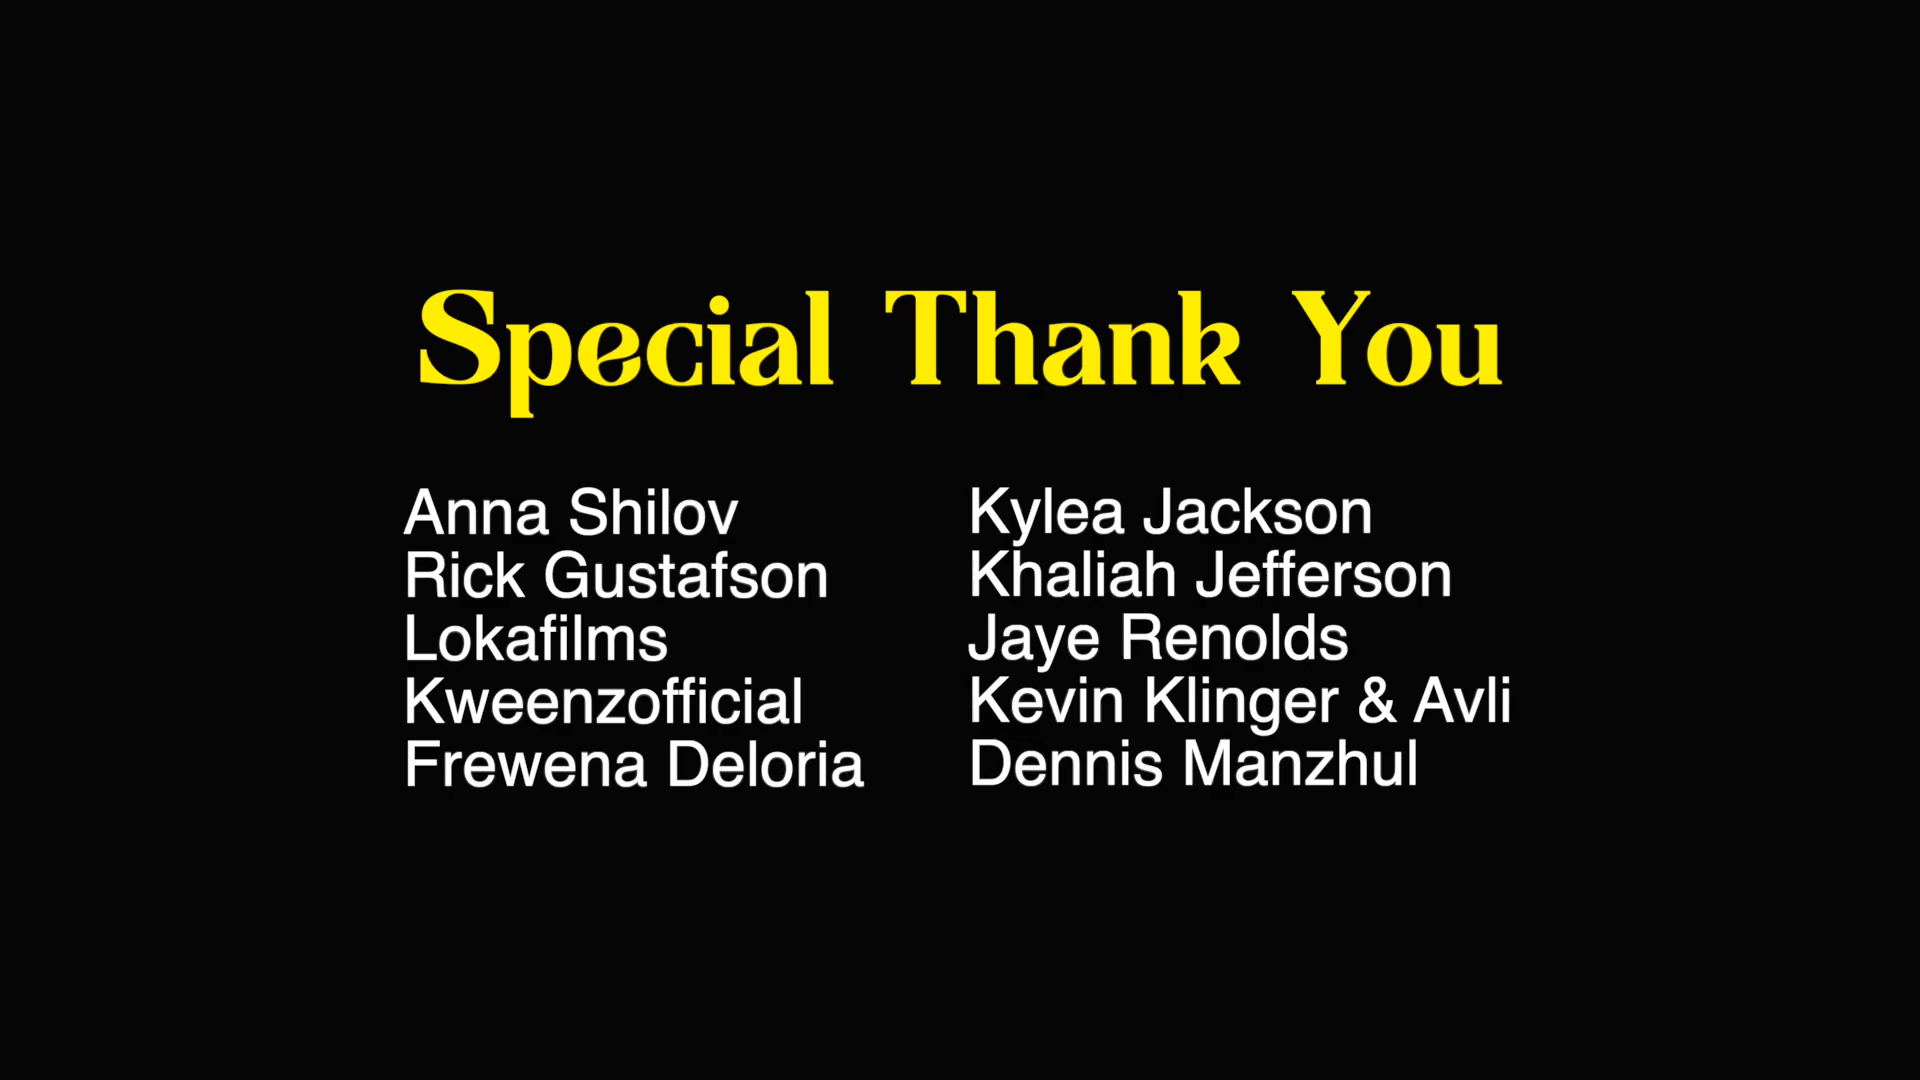 Special Thank You
Anna Shilov
Rick Gustafson
Lokafilms
Kweenzofficial
Frewena Deloria
Kylea Jackson
Khaliah Jefferson
Jaye Renolds
Kevin Klinger & Avli
Dennis Manzhul